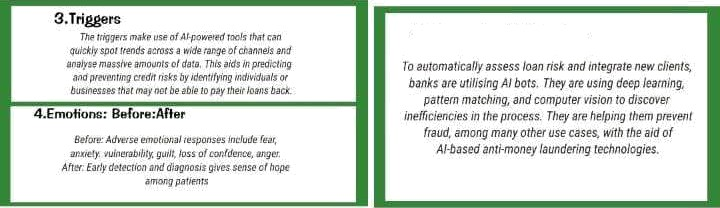 3.Triggers
The triggers make use of AI-powered tools that can
quickly spot trends across a wide range of channels and
analyse massive amounts of data. This aids in predicting
and preventing credit risks by identifying individuals or
businesses that may not be able to pay their loans back.
4.Emotions: Before:After
Before: Adverse emotional responses include fear,
anxiety. vulnerability, guilt, loss of confdence, anger.
After: Early detection and diagnosis gives sense of hope
among patients
To automatically assess loan risk and integrate new clients,
banks are utilising AI bots. They are using deep learning,
pattern matching, and computer vision to discover
inefficiencies in the process. They are helping them prevent
fraud, among many other use cases, with the aid of
AI-based anti-money laundering technologies.